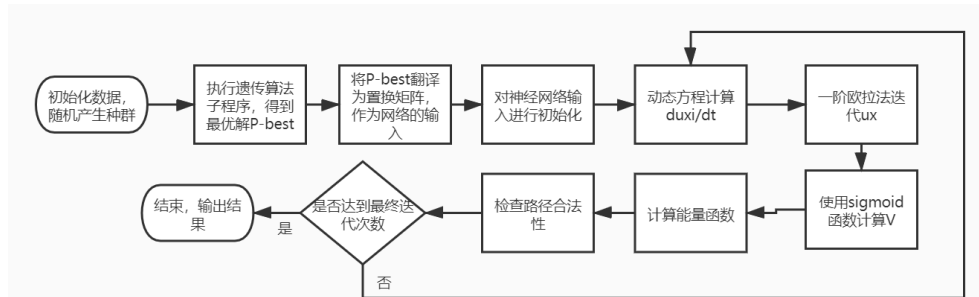 初始化数据，
随机产生种群
执行遗传算法
子程序，得到
最优解P-best
将P-best翻译
为置换矩阵，
作为网络的输
入
对神经网络输
入进行初始化
动态方程计算
duxi/dt
一阶欧拉法迭
代ux
使用sigmoid
函数计算V
计算能量函数
检查路径合法
性
是否达到最终迭
代次数
是
结束，输出结
果
否